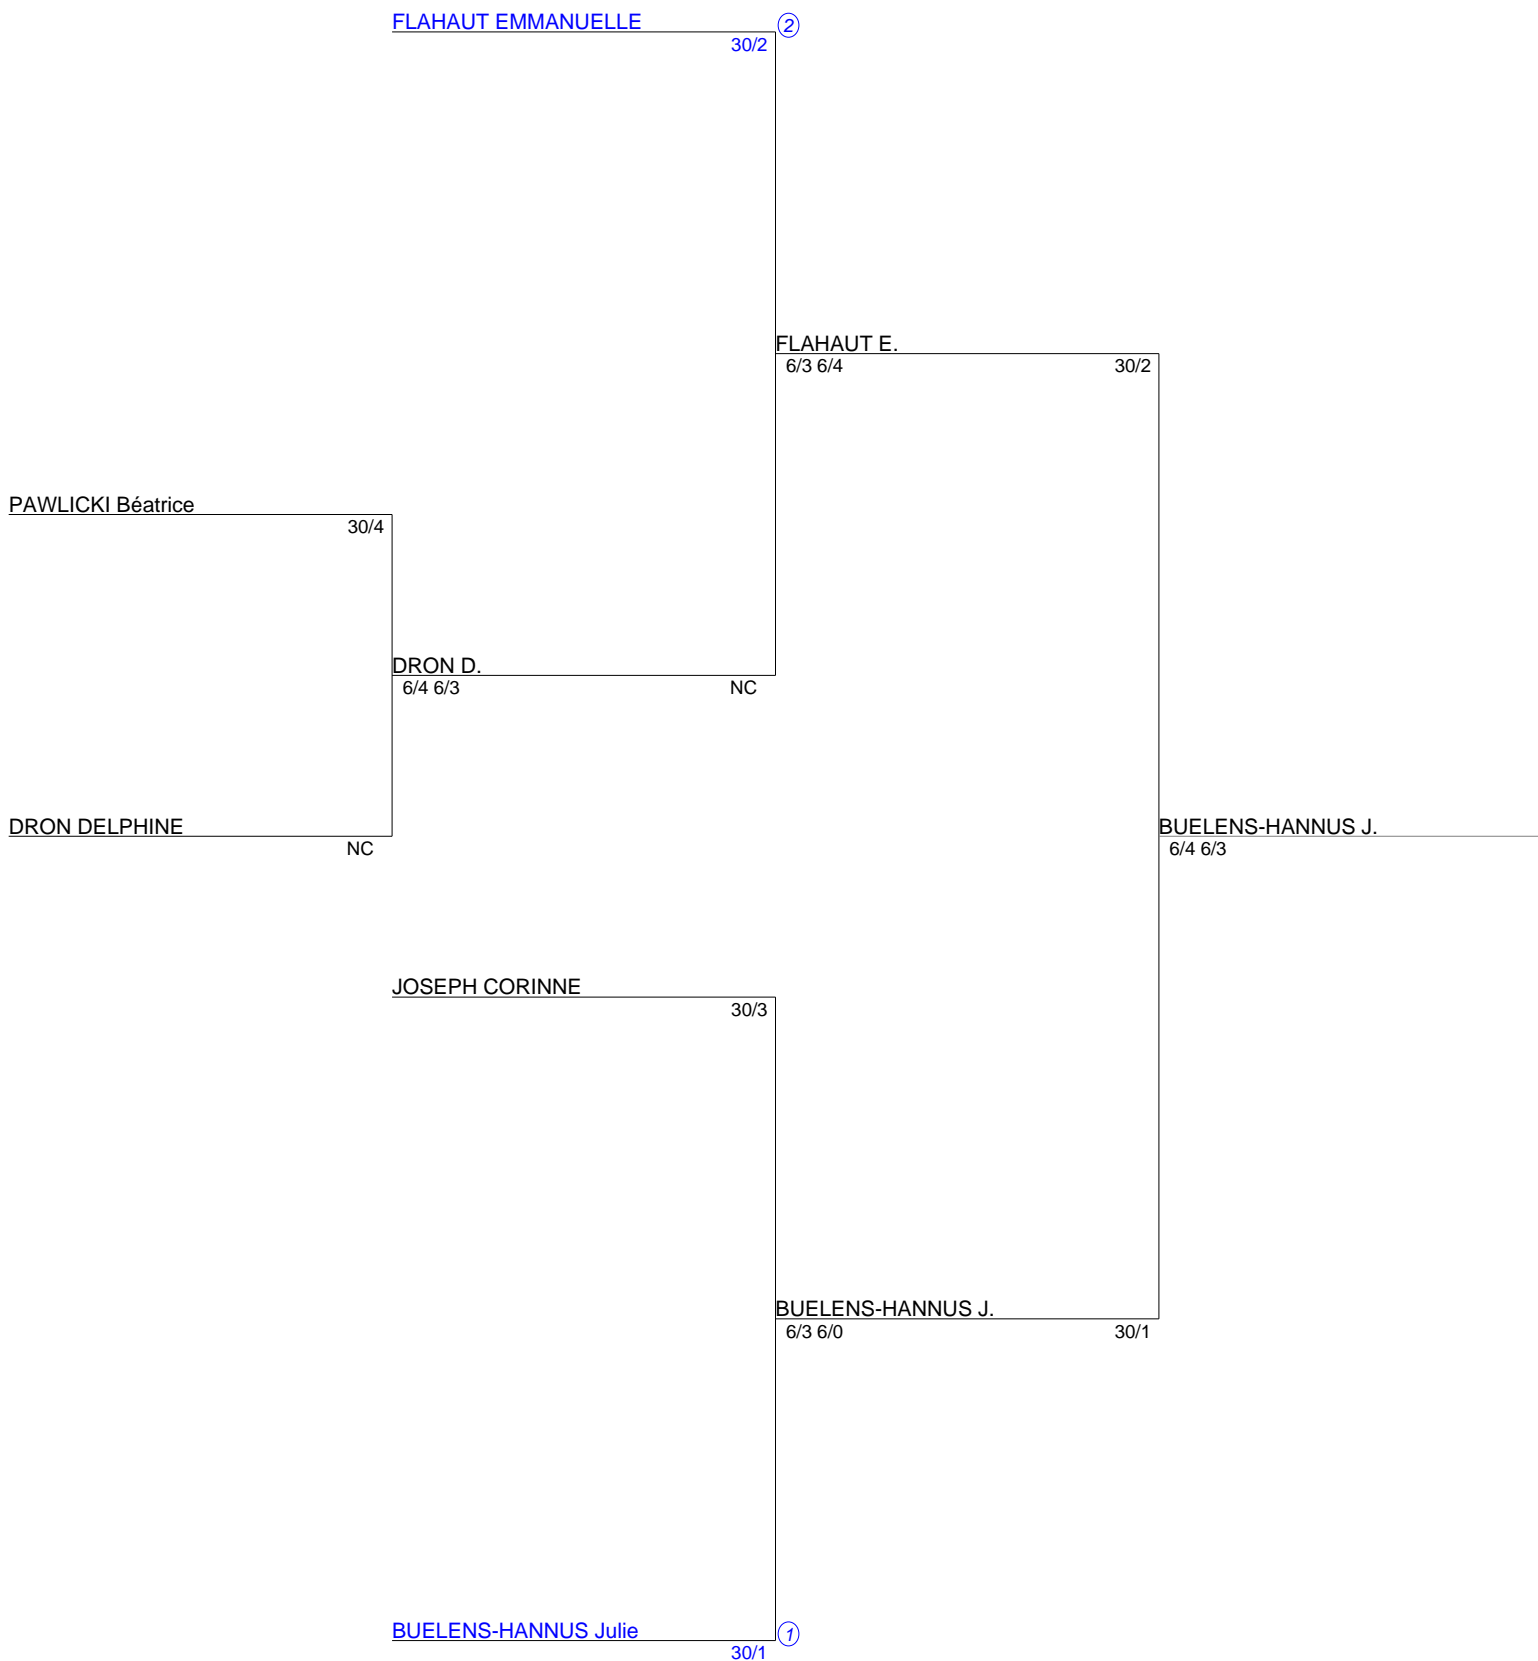 FLAHAUT EMMANUELLE
2
30/2
FLAHAUT E.
6/3 6/4
30/2
PAWLICKI Béatrice
30/4
DRON D.
6/4 6/3
NC
DRON DELPHINE
NC
BUELENS-HANNUS J.
6/4 6/3
JOSEPH CORINNE
30/3
BUELENS-HANNUS J.
6/3 6/0
30/1
BUELENS-HANNUS Julie
1
30/1